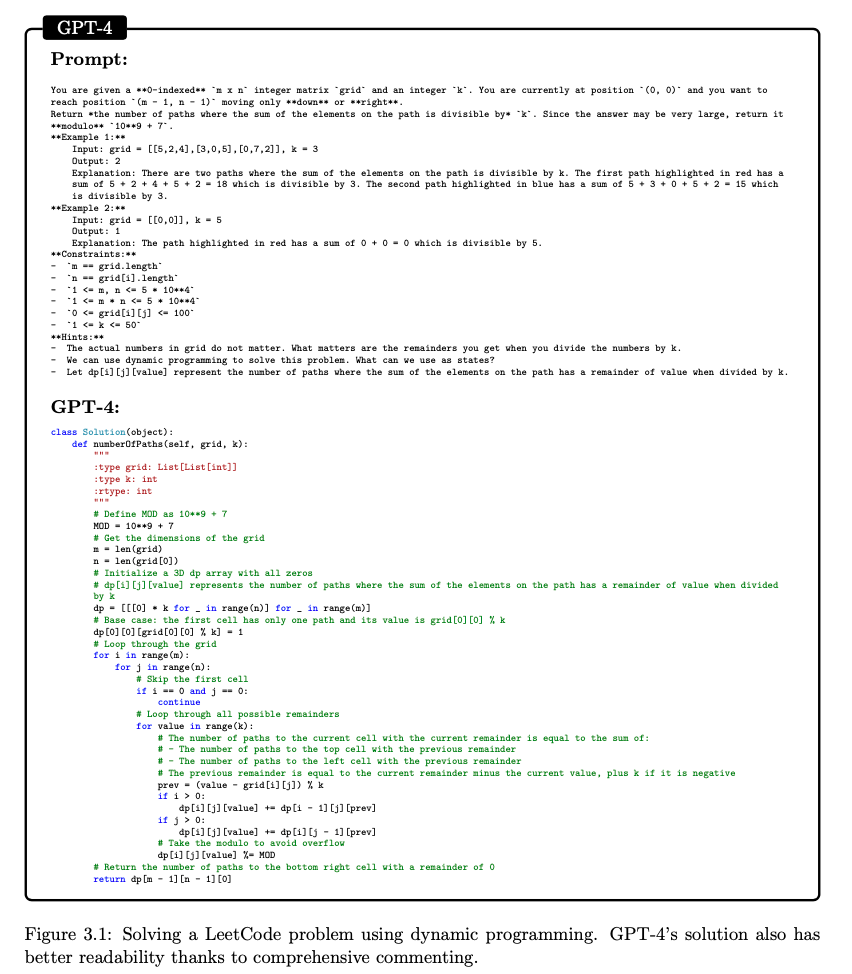 GPT-4
Prompt:
You are given a **0-indexed** `m x n` integer matrix `grid` and an integer `k`. You are currently at position `(0, 0)` and you want to
reach position `(m - 1, n - 1)` moving only **down** or **right**.
Return *the number of paths where the sum of the elements on the path is divisible by* `k`. Since the answer may be very large, return it
**modulo** `10**9 + 7`.
**Example 1:**
Input: grid = [[5,2,4],[3,0,5],[0,7,2]], k = 3
Output: 2
Explanation: There are two paths where the sum of the elements on the path is divisible by k. The first path highlighted in red has a
sum of 5 + 2 + 4 + 5 + 2 = 18 which is divisible by 3. The second path highlighted in blue has a sum of 5 + 3 + 0 + 5 + 2 = 15 which
is divisible by 3.
**Example 2:**
Input: grid = [[0,0]], k = 5
Output: 1
Explanation: The path highlighted in red has a sum of 0 + 0 = 0 which is divisible by 5.
**Constraints:**
- `m == grid.length`
- `n == grid[i].length`
- `1 <= m, n <= 5 * 10**4`
- `1 <= m * n <= 5 * 10**4`
- `0 <= grid[i][j] <= 100`
- `1 <= k <= 50`
**Hints:**
- The actual numbers in grid do not matter. What matters are the remainders you get when you divide the numbers by k.
- We can use dynamic programming to solve this problem. What can we use as states?
- Let dp[i][j][value] represent the number of paths where the sum of the elements on the path has a remainder of value when divided by k.
GPT-4:
class Solution(object):
    def numberOfPaths(self, grid, k):
        """
        :type grid: List[List[int]]
        :type k: int
        :rtype: int
        """
        # Define MOD as 10**9 + 7
        MOD = 10**9 + 7
        # Get the dimensions of the grid
        m = len(grid)
        n = len(grid[0])
        # Initialize a 3D dp array with all zeros
        # dp[i][j][value] represents the number of paths where the sum of the elements on the path has a remainder of value when divided
        by k
        dp = [[[0] * k for _ in range(n)] for _ in range(m)]
        # Base case: the first cell has only one path and its value is grid[0][0] % k
        dp[0][0][grid[0][0] % k] = 1
        # Loop through the grid
        for i in range(m):
            for j in range(n):
                # Skip the first cell
                if i == 0 and j == 0:
                    continue
                # Loop through all possible remainders
                for value in range(k):
                    # The number of paths to the current cell with the current remainder is equal to the sum of:
                    # - The number of paths to the top cell with the previous remainder
                    # - The number of paths to the left cell with the previous remainder
                    # The previous remainder is equal to the current remainder minus the current value, plus k if it is negative
                    prev = (value - grid[i][j]) % k
                    if i > 0:
                        dp[i][j][value] += dp[i - 1][j][prev]
                    if j > 0:
                        dp[i][j][value] += dp[i][j - 1][prev]
                    # Take the modulo to avoid overflow
                    dp[i][j][value] %= MOD
        # Return the number of paths to the bottom right cell with a remainder of 0
        return dp[m - 1][n - 1][0]
Figure 3.1: Solving a LeetCode problem using dynamic programming. GPT-4's solution also has
better readability thanks to comprehensive commenting.